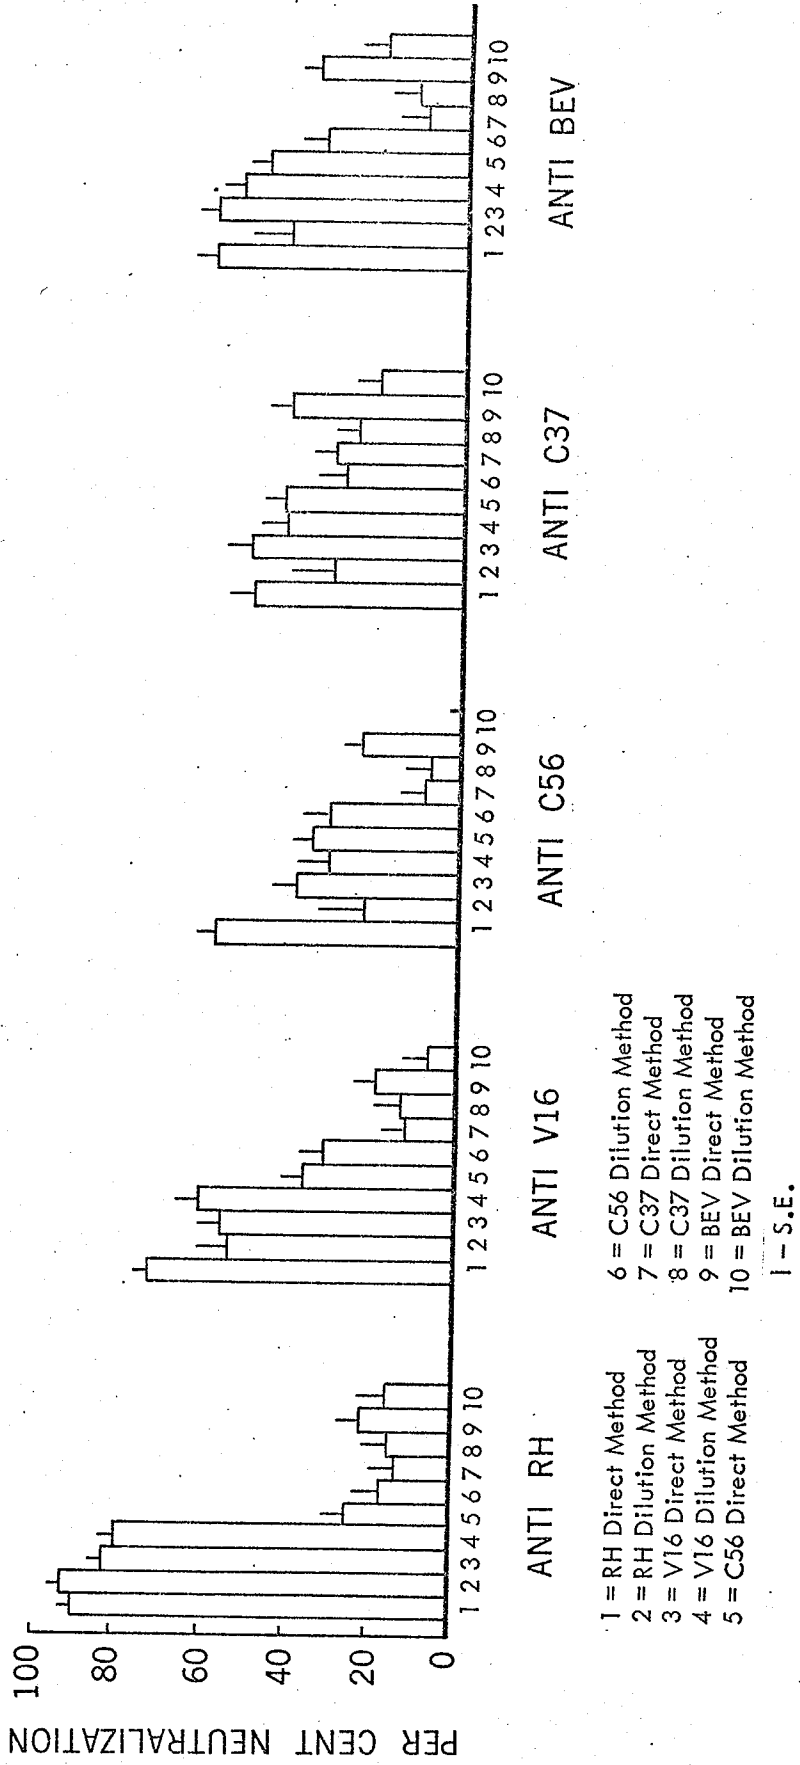 PER CENT NEUTRALIZATION
100
80
60
40
20
0
1 2 3 4 5 6 7 8 9 10
1 2 3 4 5 6 7 8 9 10
1 2 3 4 5 6 7 8 9 10
1 2 3 4 5 6 7 8 9 10
1 2 3 4 5 6 7 8 9 10
ANTI RH
ANTI V16
ANTI C56
ANTI C37
ANTI BEV
1 = RH Direct Method
2 = RH Dilution Method
3 = V16 Direct Method
4 = V16 Dilution Method
5 = C56 Direct Method
6 = C56 Dilution Method
7 = C37 Direct Method
8 = C37 Dilution Method
9 = BEV Direct Method
10 = BEV Dilution Method
I – S.E.